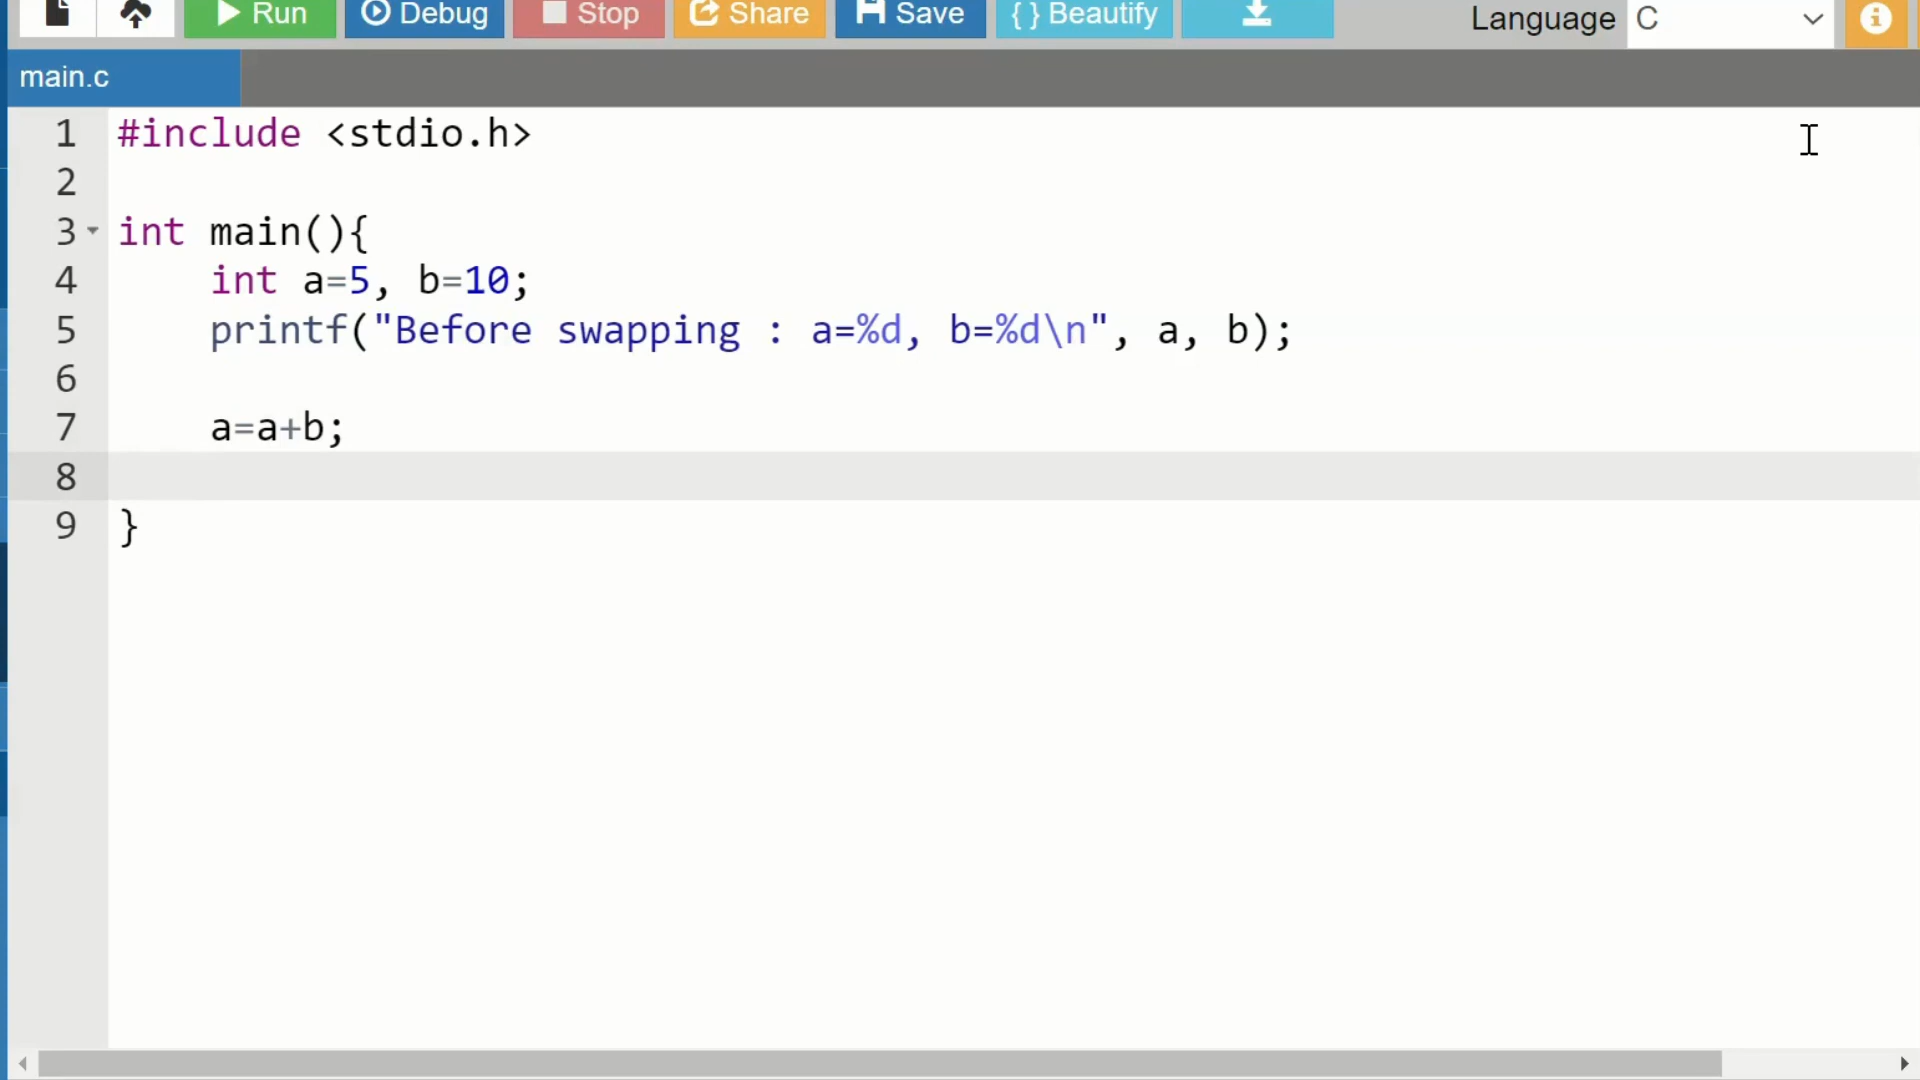 Run Debug Stop Share Save { } Beautify Language C
main.c
1 #include <stdio.h>
2
3 int main(){
4     int a=5, b=10;
5     printf("Before swapping : a=%d, b=%d\n", a, b);
6
7     a=a+b;
8
9 }